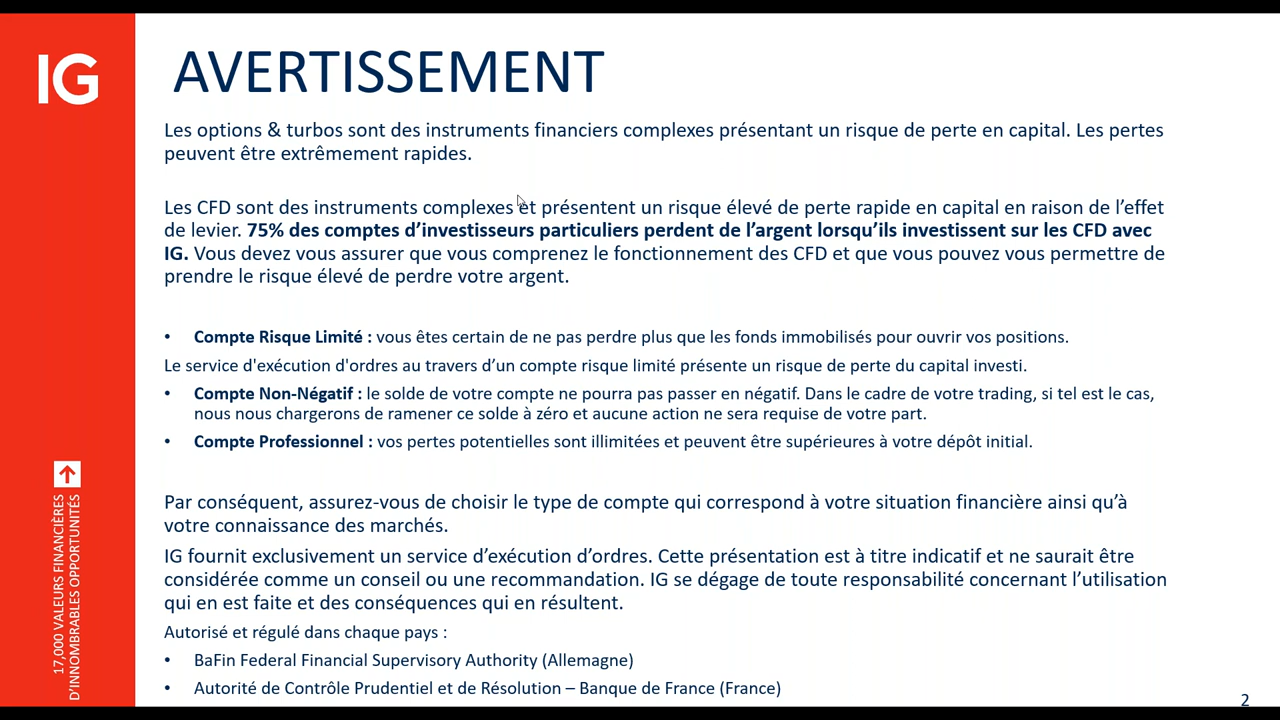 IG
AVERTISSEMENT
Les options & turbos sont des instruments financiers complexes présentant un risque de perte en capital. Les pertes
peuvent être extrêmement rapides.
Les CFD sont des instruments complexes et présentent un risque élevé de perte rapide en capital en raison de l’effet
de levier. 75% des comptes d’investisseurs particuliers perdent de l’argent lorsqu’ils investissent sur les CFD avec
IG. Vous devez vous assurer que vous comprenez le fonctionnement des CFD et que vous pouvez vous permettre de
prendre le risque élevé de perdre votre argent.
• Compte Risque Limité : vous êtes certain de ne pas perdre plus que les fonds immobilisés pour ouvrir vos positions.
Le service d'exécution d'ordres au travers d’un compte risque limité présente un risque de perte du capital investi.
• Compte Non-Négatif : le solde de votre compte ne pourra pas passer en négatif. Dans le cadre de votre trading, si tel est le cas,
nous nous chargerons de ramener ce solde à zéro et aucune action ne sera requise de votre part.
• Compte Professionnel : vos pertes potentielles sont illimitées et peuvent être supérieures à votre dépôt initial.
Par conséquent, assurez-vous de choisir le type de compte qui correspond à votre situation financière ainsi qu’à
votre connaissance des marchés.
IG fournit exclusivement un service d’exécution d’ordres. Cette présentation est à titre indicatif et ne saurait être
considérée comme un conseil ou une recommandation. IG se dégage de toute responsabilité concernant l’utilisation
qui en est faite et des conséquences qui en résultent.
Autorisé et régulé dans chaque pays :
• BaFin Federal Financial Supervisory Authority (Allemagne)
• Autorité de Contrôle Prudentiel et de Résolution – Banque de France (France)
17,000 VALEURS FINANCIÈRES
D’INNOMBRABLES OPPORTUNITÉS
2